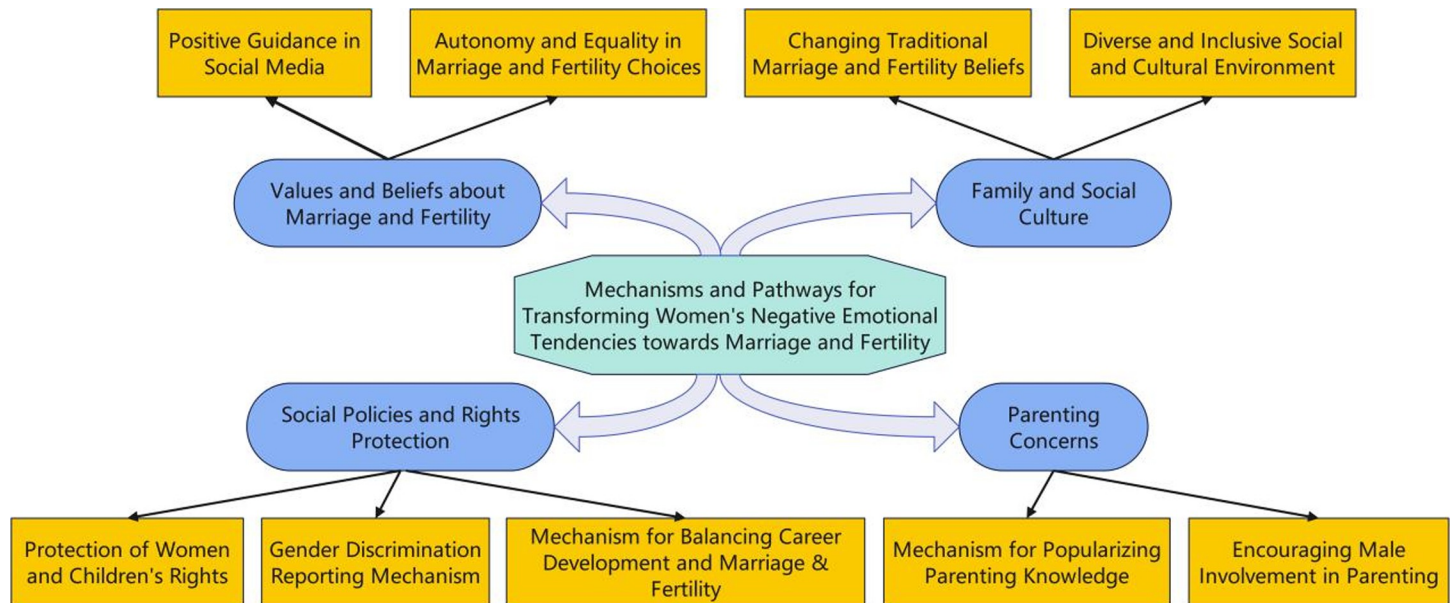 Positive Guidance in
Social Media
Autonomy and Equality in
Marriage and Fertility Choices
Changing Traditional
Marriage and Fertility Beliefs
Diverse and Inclusive Social
and Cultural Environment
Values and Beliefs about
Marriage and Fertility
Family and Social
Culture
Mechanisms and Pathways for
Transforming Women's Negative Emotional
Tendencies towards Marriage and Fertility
Social Policies and Rights
Protection
Parenting
Concerns
Protection of Women
and Children's Rights
Gender Discrimination
Reporting Mechanism
Mechanism for Balancing Career
Development and Marriage &
Fertility
Mechanism for Popularizing
Parenting Knowledge
Encouraging Male
Involvement in Parenting